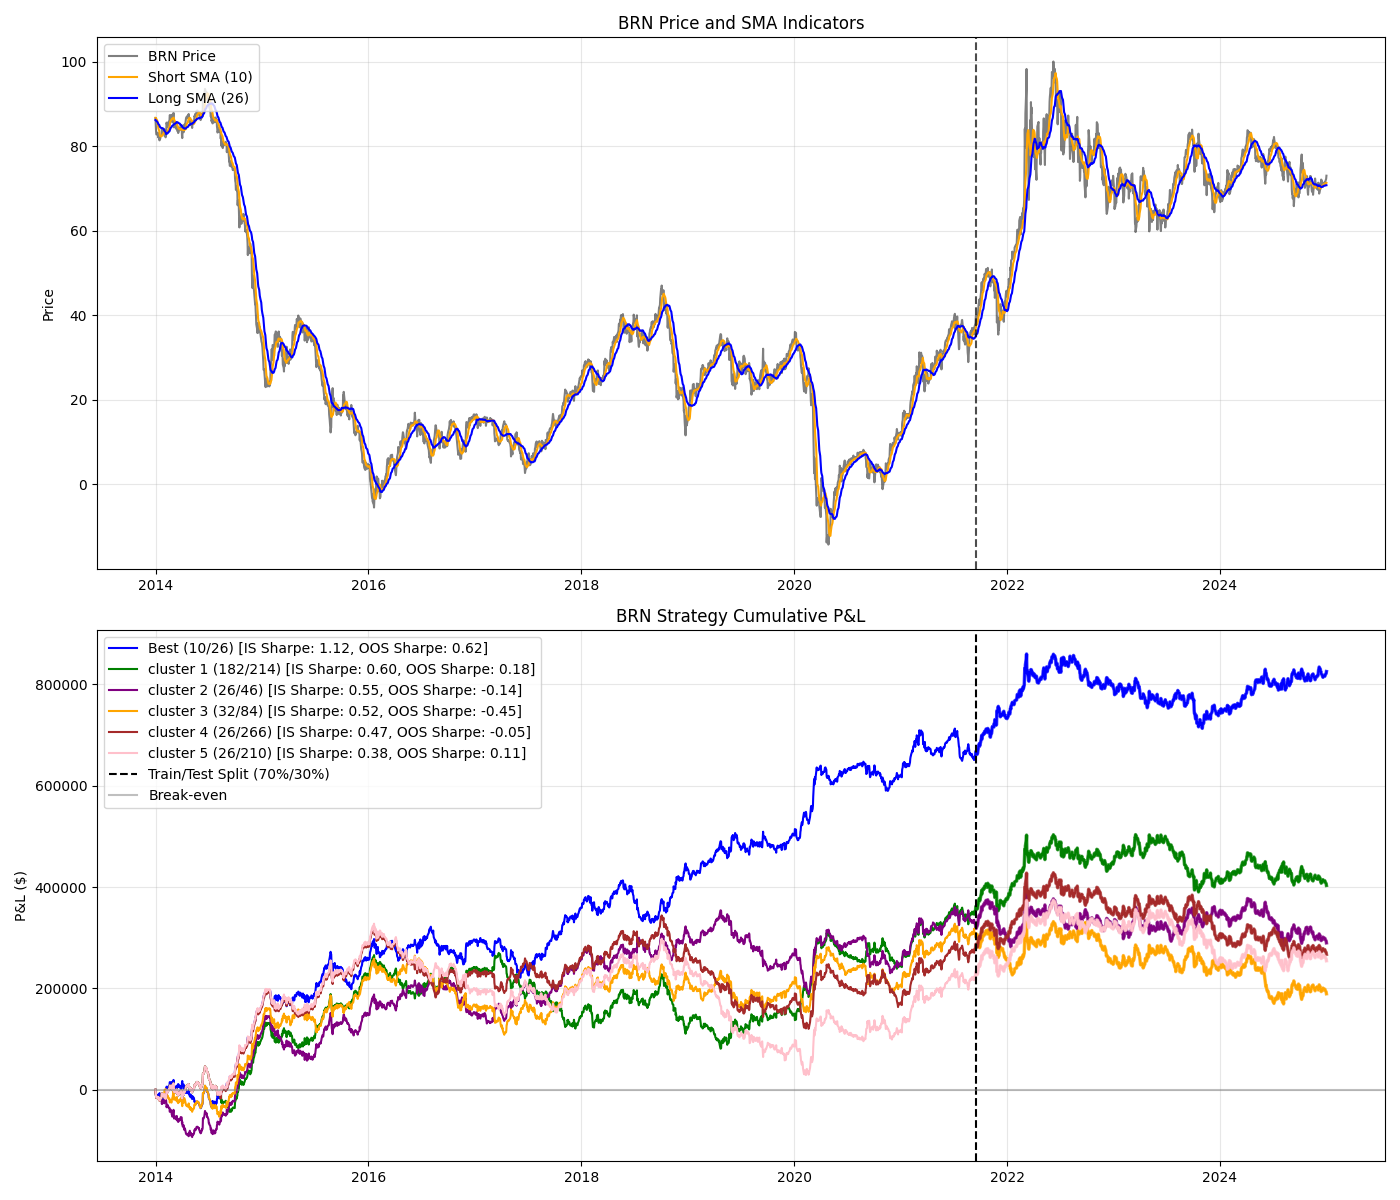 BRN Price and SMA Indicators
BRN Price
Short SMA (10)
Long SMA (26)
100
80
60
40
20
0
Price
2014 2016 2018 2020 2022 2024
BRN Strategy Cumulative P&L
Best (10/26) [IS Sharpe: 1.12, OOS Sharpe: 0.62]
cluster 1 (182/214) [IS Sharpe: 0.60, OOS Sharpe: 0.18]
cluster 2 (26/46) [IS Sharpe: 0.55, OOS Sharpe: -0.14]
cluster 3 (32/84) [IS Sharpe: 0.52, OOS Sharpe: -0.45]
cluster 4 (26/266) [IS Sharpe: 0.47, OOS Sharpe: -0.05]
cluster 5 (26/210) [IS Sharpe: 0.38, OOS Sharpe: 0.11]
Train/Test Split (70%/30%)
Break-even
800000
600000
400000
200000
0
P&L ($)
2014 2016 2018 2020 2022 2024